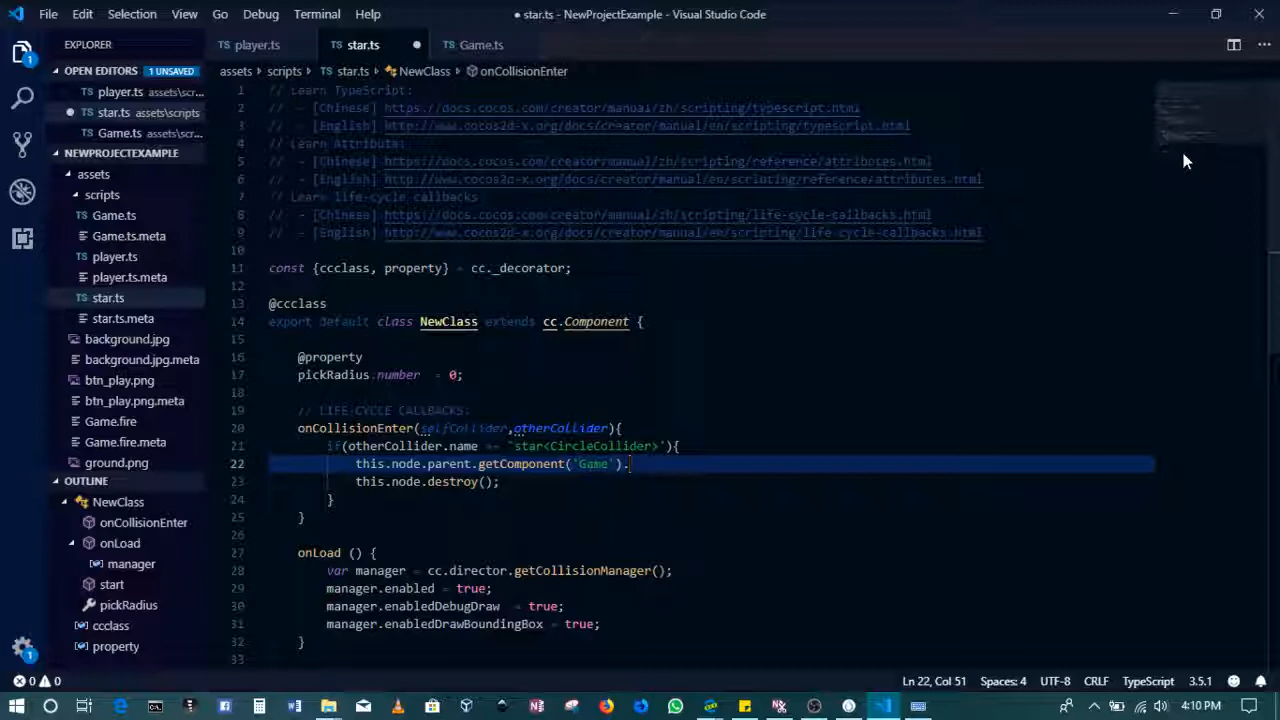 File Edit Selection View Go Debug Terminal Help
● star.ts - NewProjectExample - Visual Studio Code
EXPLORER
OPEN EDITORS 1 UNSAVED
player.ts assets\scr...
star.ts assets\scripts
Game.ts assets\scr...
NEWPROJECTEXAMPLE
assets
scripts
TS Game.ts
Game.ts.meta
TS player.ts
player.ts.meta
TS star.ts
star.ts.meta
background.jpg
background.jpg.meta
btn_play.png
btn_play.png.meta
Game.fire
Game.fire.meta
ground.png
OUTLINE
NewClass
onCollisionEnter
onLoad
manager
start
pickRadius
ccclass
property
TS player.ts TS star.ts ● TS Game.ts
assets › scripts › TS star.ts › NewClass › onCollisionEnter
1 // Learn TypeScript:
2 //  - [Chinese] https://docs.cocos.com/creator/manual/zh/scripting/typescript.html
3 //  - [English] http://www.cocos2d-x.org/docs/creator/manual/en/scripting/typescript.html
4 // Learn Attribute:
5 //  - [Chinese] https://docs.cocos.com/creator/manual/zh/scripting/reference/attributes.html
6 //  - [English] http://www.cocos2d-x.org/docs/creator/manual/en/scripting/reference/attributes.html
7 // Learn life-cycle callbacks:
8 //  - [Chinese] https://docs.cocos.com/creator/manual/zh/scripting/life-cycle-callbacks.html
9 //  - [English] http://www.cocos2d-x.org/docs/creator/manual/en/scripting/life-cycle-callbacks.html
10
11 const {ccclass, property} = cc._decorator;
12
13 @ccclass
14 export default class NewClass extends cc.Component {
15
16 @property
17 pickRadius:number = 0;
18
19 // LIFE-CYCLE CALLBACKS:
20 onCollisionEnter(selfCollider,otherCollider){
21 if(otherCollider.name == 'star<CircleCollider>'){
22 this.node.parent.getComponent('Game').
23 this.node.destroy();
24 }
25 }
26
27 onLoad () {
28 var manager = cc.director.getCollisionManager();
29 manager.enabled = true;
30 manager.enabledDebugDraw = true;
31 manager.enabledDrawBoundingBox = true;
32 }
33
0 0 Ln 22, Col 51 Spaces: 4 UTF-8 CRLF TypeScript 3.5.1
4:10 PM